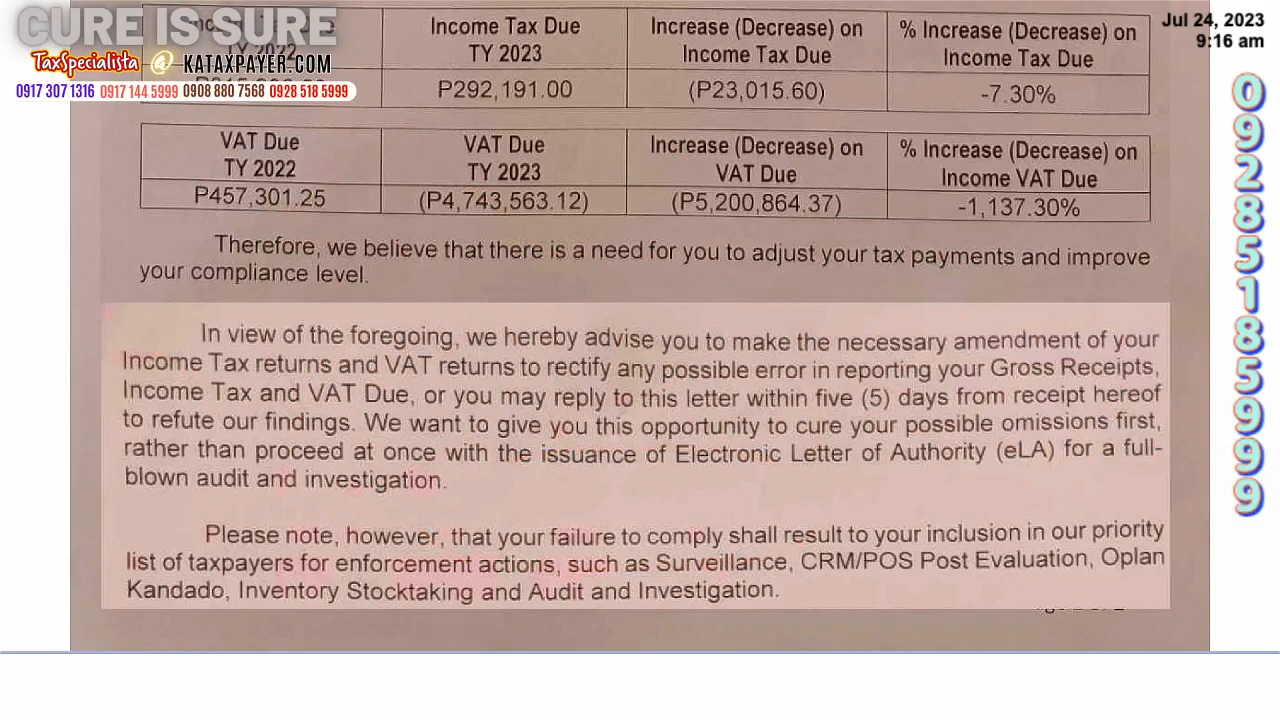 CURE IS SURE
TaxSpecialista @ KATAXPAYER.COM
0917 307 1316 0917 144 5999 0908 880 7568 0928 518 5999
Jul 24, 2023
9:16 am
09285185999
TY 2022
Income Tax Due
TY 2023
Increase (Decrease) on
Income Tax Due
% Increase (Decrease) on
Income Tax Due
P292,191.00
(P23,015.60)
-7.30%
VAT Due
TY 2022
VAT Due
TY 2023
Increase (Decrease) on
VAT Due
% Increase (Decrease) on
Income VAT Due
P457,301.25
(P4,743,563.12)
(P5,200,864.37)
-1,137.30%
Therefore, we believe that there is a need for you to adjust your tax payments and improve
your compliance level.
In view of the foregoing, we hereby advise you to make the necessary amendment of your
Income Tax returns and VAT returns to rectify any possible error in reporting your Gross Receipts,
Income Tax and VAT Due, or you may reply to this letter within five (5) days from receipt hereof
to refute our findings. We want to give you this opportunity to cure your possible omissions first,
rather than proceed at once with the issuance of Electronic Letter of Authority (eLA) for a full-
blown audit and investigation.
Please note, however, that your failure to comply shall result to your inclusion in our priority
list of taxpayers for enforcement actions, such as Surveillance, CRM/POS Post Evaluation, Oplan
Kandado, Inventory Stocktaking and Audit and Investigation.